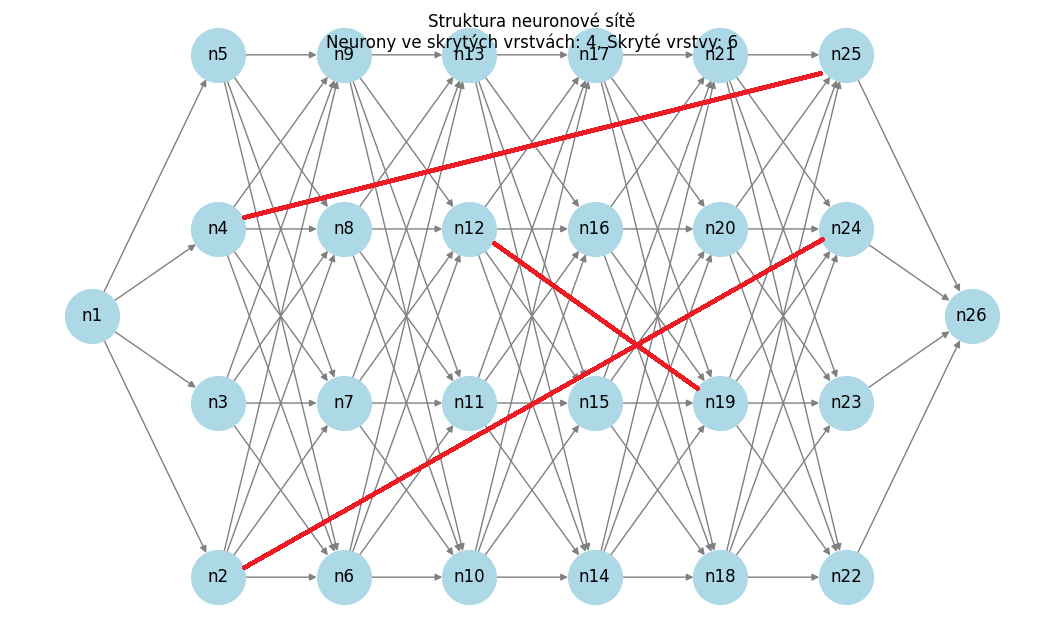 Struktura neuronové sítě
Neurony ve skrytých vrstvách: 4, Skryté vrstvy: 6
n5 n9 n13 n17 n21 n25
n4 n8 n12 n16 n20 n24
n1 n26
n3 n7 n11 n15 n19 n23
n2 n6 n10 n14 n18 n22